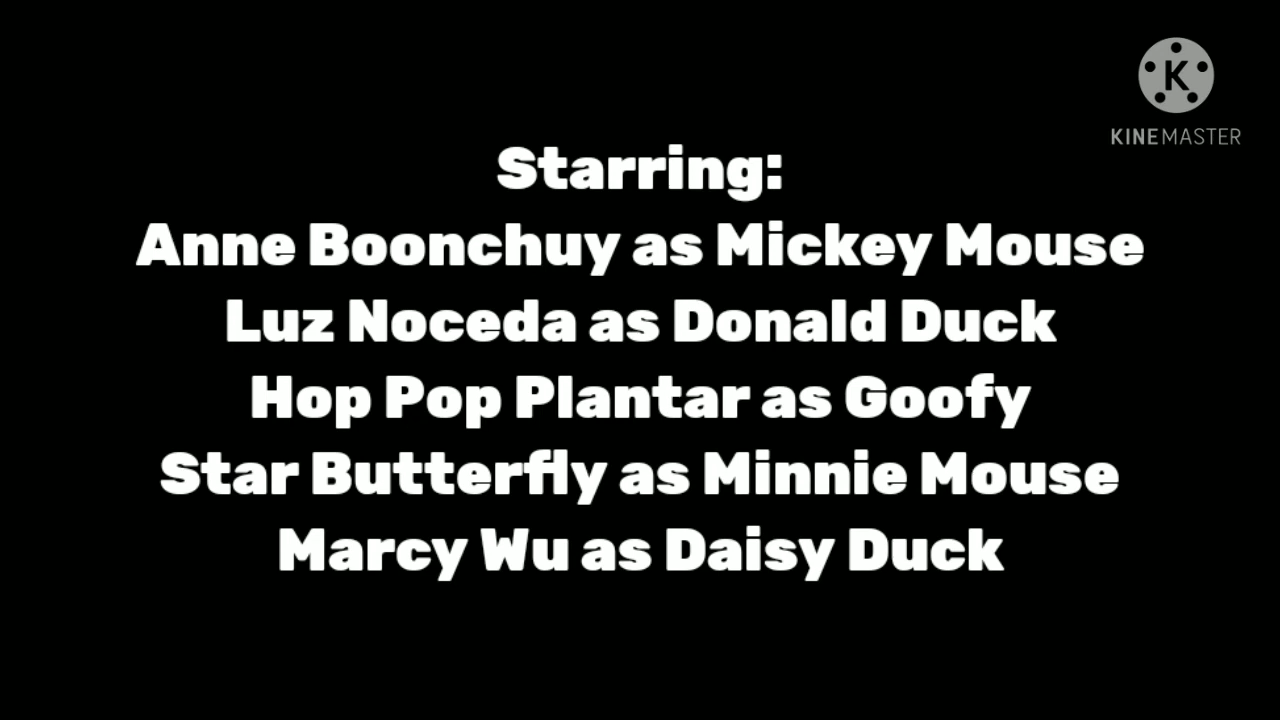 K
KINEMASTER
Starring:
Anne Boonchuy as Mickey Mouse
Luz Noceda as Donald Duck
Hop Pop Plantar as Goofy
Star Butterfly as Minnie Mouse
Marcy Wu as Daisy Duck